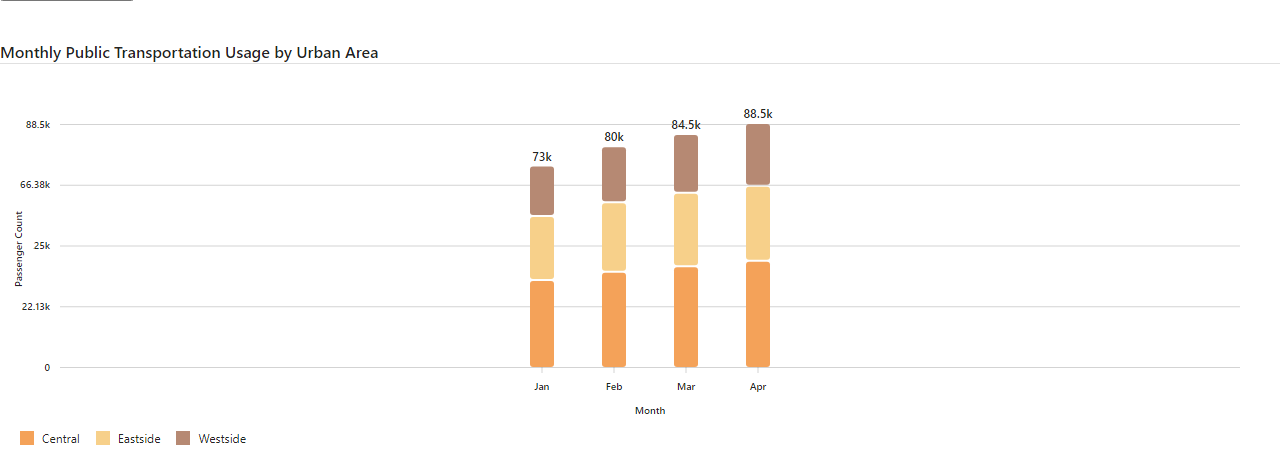 Monthly Public Transportation Usage by Urban Area
88.5k
66.38k
25k
22.13k
0
Passenger Count
73k
80k
84.5k
88.5k
Jan
Feb
Mar
Apr
Month
Central
Eastside
Westside